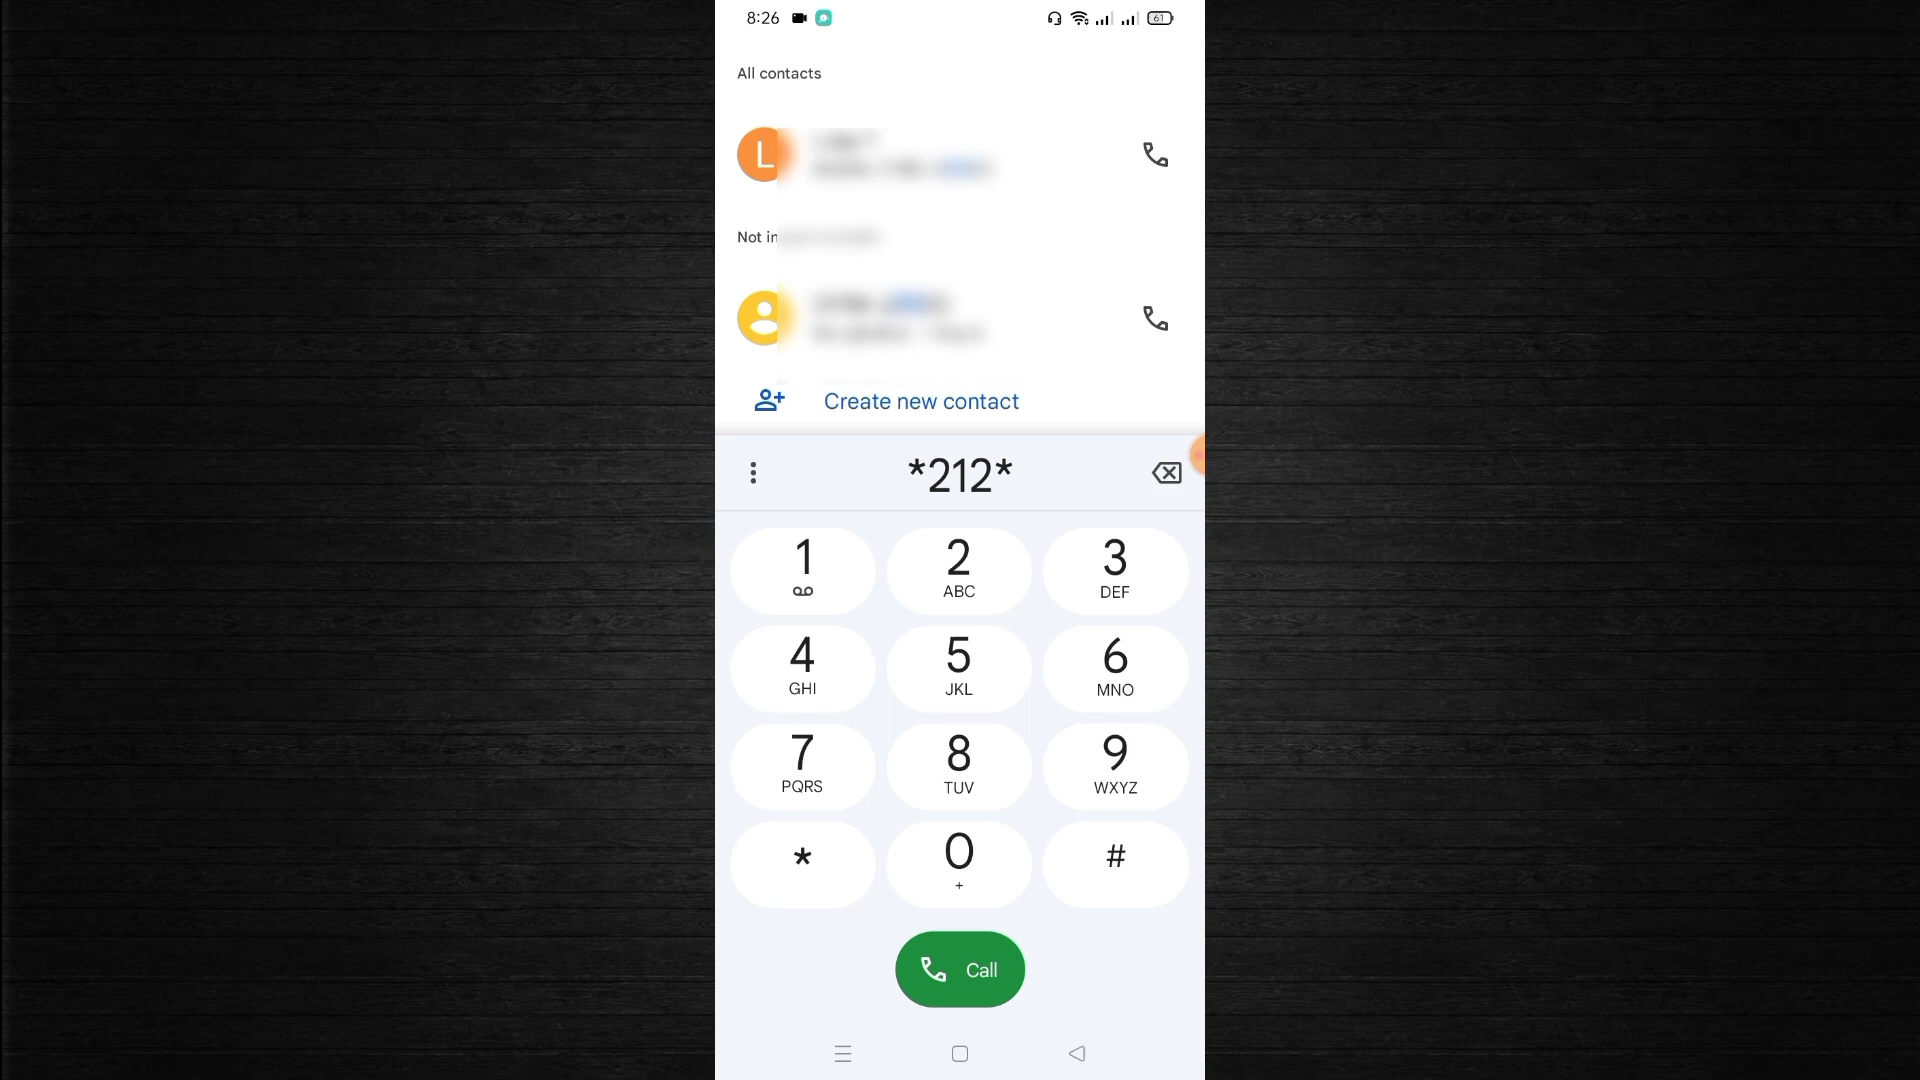 8:26
61
All contacts
L
Not in
Create new contact
*212*
1
2
ABC
3
DEF
4
GHI
5
JKL
6
MNO
7
PQRS
8
TUV
9
WXYZ
*
0
+
#
Call